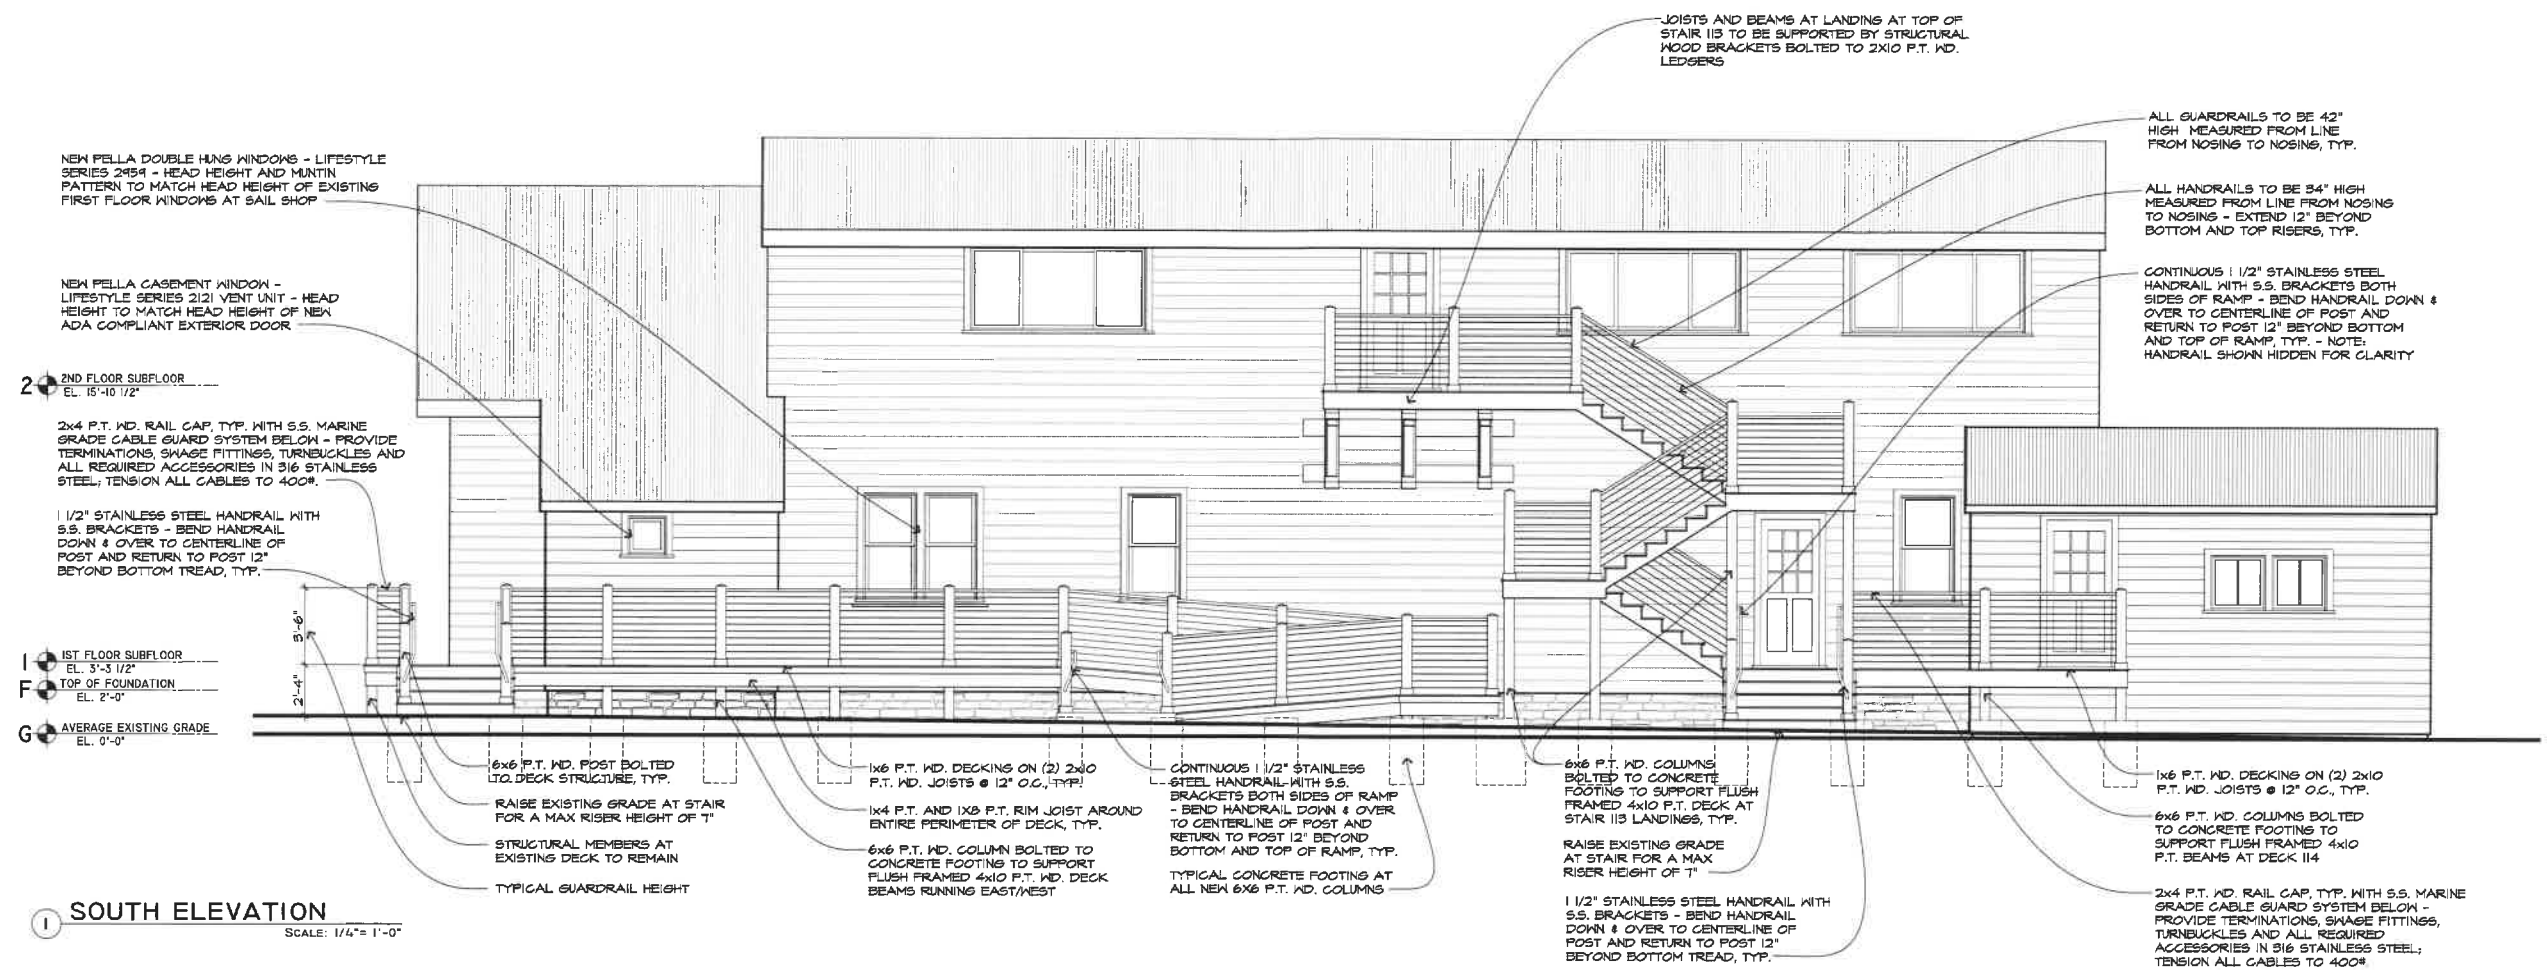 JOISTS AND BEAMS AT LANDING AT TOP OF
STAIR 113 TO BE SUPPORTED BY STRUCTURAL
WOOD BRACKETS BOLTED TO 2X10 P.T. WD.
LEDGERS
ALL GUARDRAILS TO BE 42"
HIGH MEASURED FROM LINE
FROM NOSING TO NOSING, TYP.
ALL HANDRAILS TO BE 34" HIGH
MEASURED FROM LINE FROM NOSING
TO NOSING - EXTEND 12" BEYOND
BOTTOM AND TOP RISERS, TYP.
CONTINUOUS 1 1/2" STAINLESS STEEL
HANDRAIL WITH S.S. BRACKETS BOTH
SIDES OF RAMP - BEND HANDRAIL DOWN &
OVER TO CENTERLINE OF POST AND
RETURN TO POST 12" BEYOND BOTTOM
AND TOP OF RAMP, TYP. - NOTE:
HANDRAIL SHOWN HIDDEN FOR CLARITY
NEW PELLA DOUBLE HUNG WINDOWS - LIFESTYLE
SERIES 2959 - HEAD HEIGHT AND MUNTIN
PATTERN TO MATCH HEAD HEIGHT OF EXISTING
FIRST FLOOR WINDOWS AT SAIL SHOP
NEW PELLA CASEMENT WINDOW -
LIFESTYLE SERIES 2121 VENT UNIT - HEAD
HEIGHT TO MATCH HEAD HEIGHT OF NEW
ADA COMPLIANT EXTERIOR DOOR
2 2ND FLOOR SUBFLOOR
EL. 15'-10 1/2"
2x4 P.T. WD. RAIL CAP, TYP. WITH S.S. MARINE
GRADE CABLE GUARD SYSTEM BELOW - PROVIDE
TERMINATIONS, SWAGE FITTINGS, TURNBUCKLES AND
ALL REQUIRED ACCESSORIES IN 316 STAINLESS
STEEL; TENSION ALL CABLES TO 400#.
1 1/2" STAINLESS STEEL HANDRAIL WITH
S.S. BRACKETS - BEND HANDRAIL
DOWN & OVER TO CENTERLINE OF
POST AND RETURN TO POST 12"
BEYOND BOTTOM TREAD, TYP.
3'-6"
2'-4"
1 1ST FLOOR SUBFLOOR
EL. 3'-3 1/2"
F TOP OF FOUNDATION
EL. 2'-0"
G AVERAGE EXISTING GRADE
EL. 0'-0"
6x6 P.T. WD. POST BOLTED
TO DECK STRUCTURE, TYP.
RAISE EXISTING GRADE AT STAIR
FOR A MAX RISER HEIGHT OF 7"
STRUCTURAL MEMBERS AT
EXISTING DECK TO REMAIN
TYPICAL GUARDRAIL HEIGHT
1x6 P.T. WD. DECKING ON (2) 2x10
P.T. WD. JOISTS @ 12" O.C., TYP.
1x4 P.T. AND 1X8 P.T. RIM JOIST AROUND
ENTIRE PERIMETER OF DECK, TYP.
6x6 P.T. WD. COLUMN BOLTED TO
CONCRETE FOOTING TO SUPPORT
FLUSH FRAMED 4x10 P.T. WD. DECK
BEAMS RUNNING EAST/WEST
CONTINUOUS 1 1/2" STAINLESS
STEEL HANDRAIL WITH S.S.
BRACKETS BOTH SIDES OF RAMP
- BEND HANDRAIL DOWN & OVER
TO CENTERLINE OF POST AND
RETURN TO POST 12" BEYOND
BOTTOM AND TOP OF RAMP, TYP.
TYPICAL CONCRETE FOOTING AT
ALL NEW 6X6 P.T. WD. COLUMNS
6x6 P.T. WD. COLUMNS
BOLTED TO CONCRETE
FOOTING TO SUPPORT FLUSH
FRAMED 4x10 P.T. DECK AT
STAIR 113 LANDINGS, TYP.
RAISE EXISTING GRADE
AT STAIR FOR A MAX
RISER HEIGHT OF 7"
1 1/2" STAINLESS STEEL HANDRAIL WITH
S.S. BRACKETS - BEND HANDRAIL
DOWN & OVER TO CENTERLINE OF
POST AND RETURN TO POST 12"
BEYOND BOTTOM TREAD, TYP.
1x6 P.T. WD. DECKING ON (2) 2x10
P.T. WD. JOISTS @ 12" O.C., TYP.
6x6 P.T. WD. COLUMNS BOLTED
TO CONCRETE FOOTING TO
SUPPORT FLUSH FRAMED 4x10
P.T. BEAMS AT DECK 114
2x4 P.T. WD. RAIL CAP, TYP. WITH S.S. MARINE
GRADE CABLE GUARD SYSTEM BELOW -
PROVIDE TERMINATIONS, SWAGE FITTINGS,
TURNBUCKLES AND ALL REQUIRED
ACCESSORIES IN 316 STAINLESS STEEL;
TENSION ALL CABLES TO 400#.
1 SOUTH ELEVATION
SCALE: 1/4"= 1'-0"